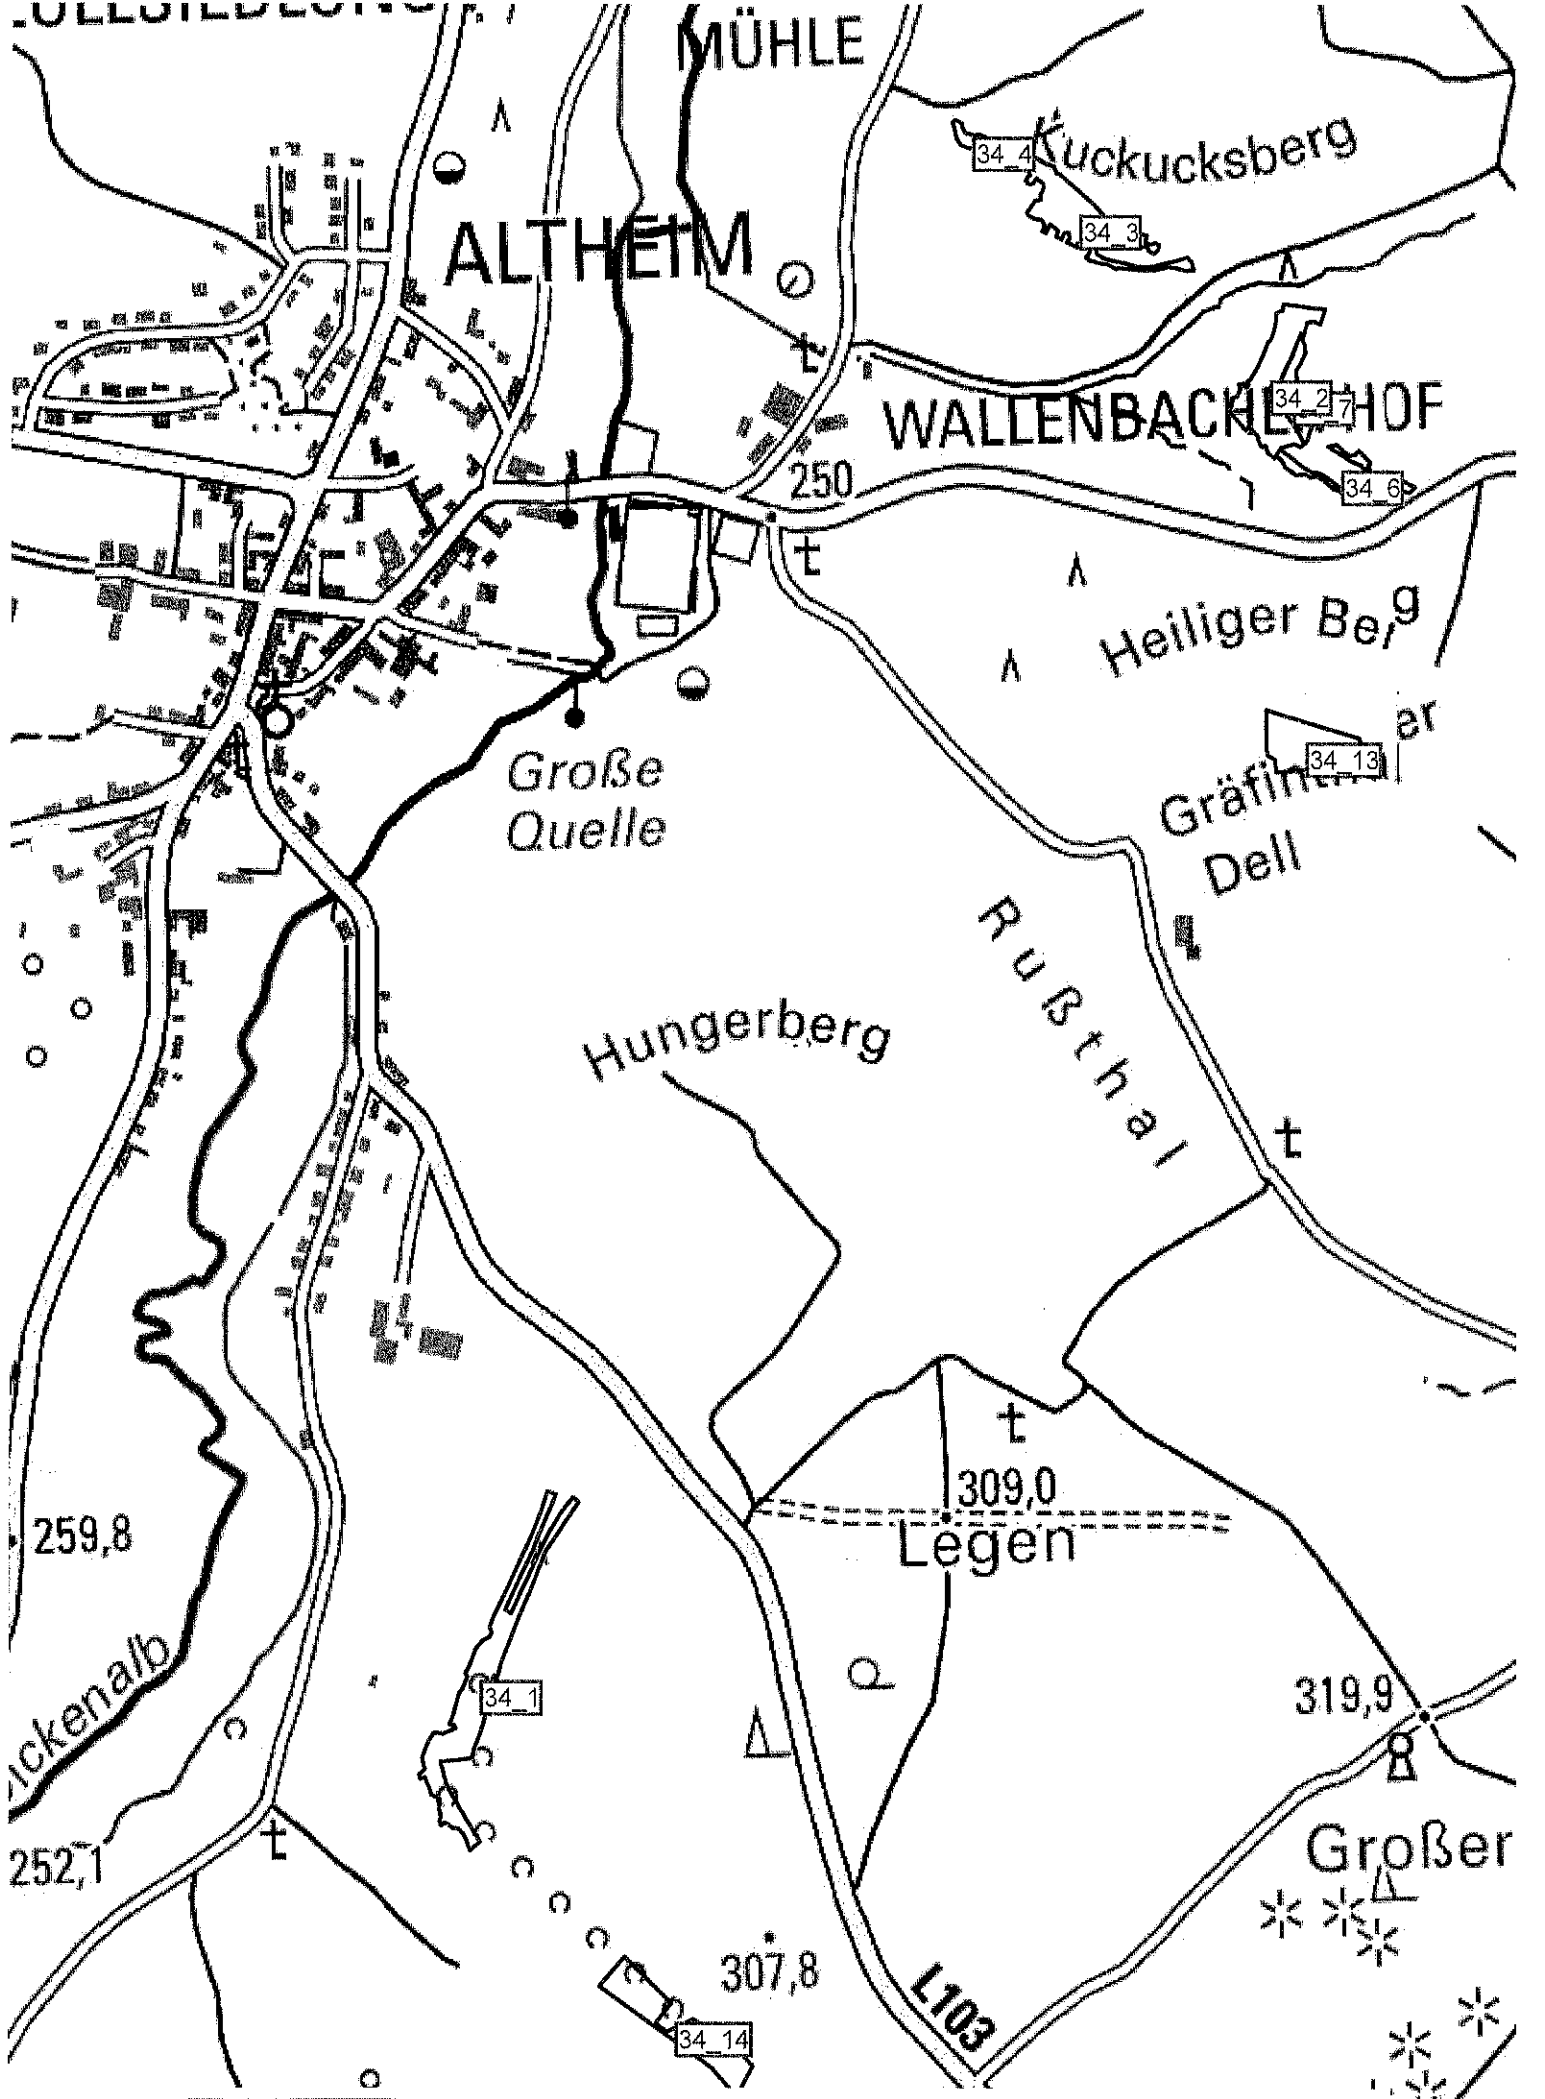 MÜHLE
Kuckucksberg
34_4
34_3
ALTHEIM
WALLENBACH
HOF
34_2
34_6
250
Heiliger Berg
34_13
Große
Quelle
Dell
Rußthal
Hungerberg
309,0
Legen
259,8
34_1
319,9
Großer
252,1
307,8
L103
34_14